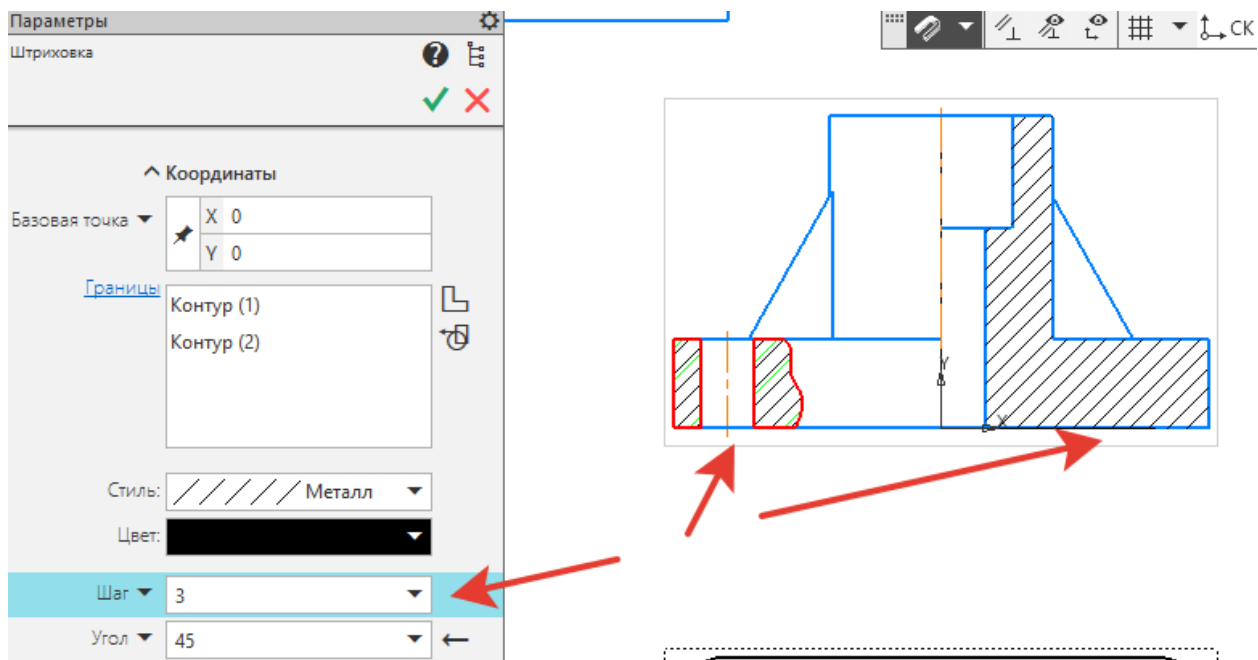 Параметры
Штриховка
СК
Координаты
Базовая точка
X 0
Y 0
Границы
Контур (1)
Контур (2)
Стиль: Металл
Цвет:
Шаг 3
Угол 45
Y
X